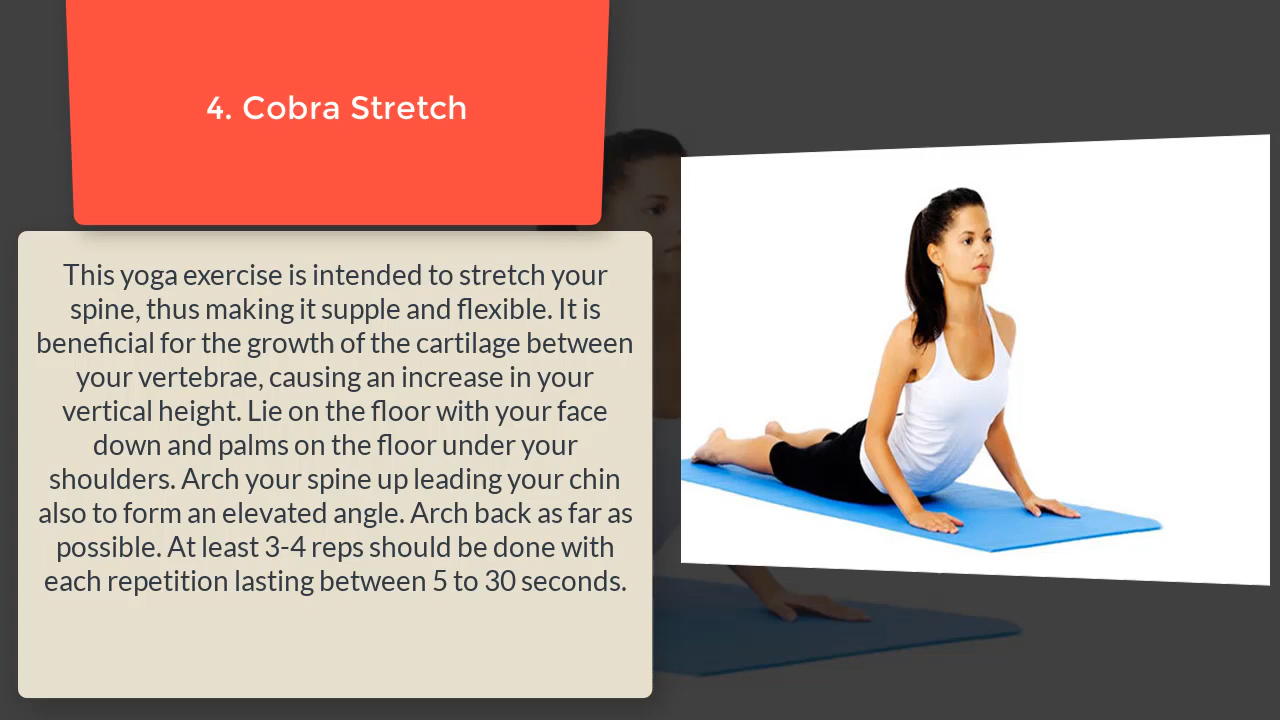 4. Cobra Stretch
This yoga exercise is intended to stretch your
spine, thus making it supple and flexible. It is
beneficial for the growth of the cartilage between
your vertebrae, causing an increase in your
vertical height. Lie on the floor with your face
down and palms on the floor under your
shoulders. Arch your spine up leading your chin
also to form an elevated angle. Arch back as far as
possible. At least 3-4 reps should be done with
each repetition lasting between 5 to 30 seconds.